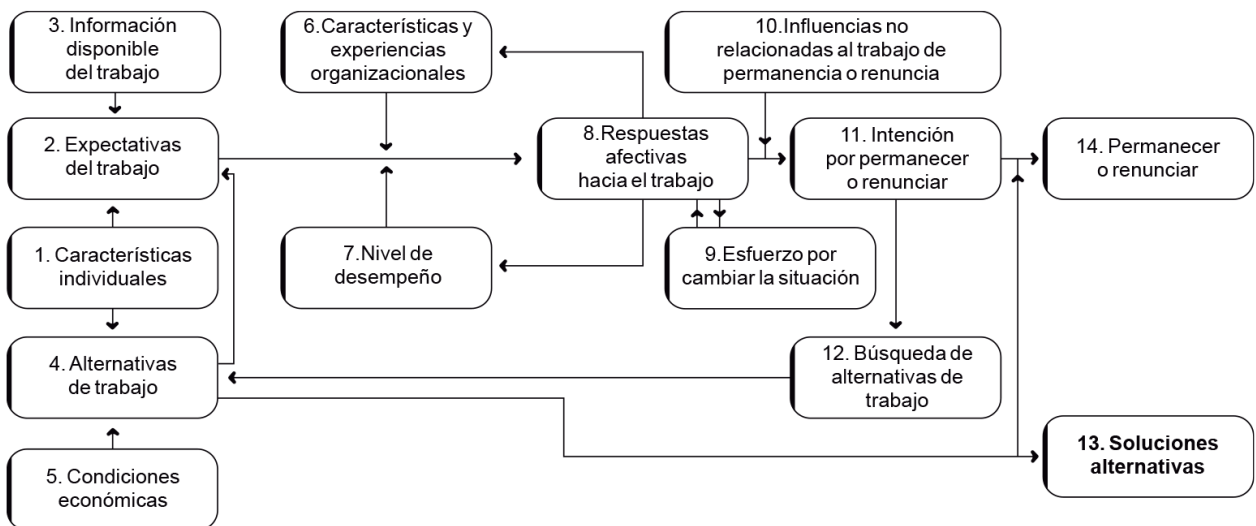 3. Información
disponible
del trabajo
2. Expectativas
del trabajo
1. Características
individuales
4. Alternativas
de trabajo
5. Condiciones
económicas
6.Características y
experiencias
organizacionales
7.Nivel de
desempeño
8.Respuestas
afectivas
hacia el trabajo
9.Esfuerzo por
cambiar la situación
10.Influencias no
relacionadas al trabajo de
permanencia o renuncia
11. Intención
por permanecer
o renunciar
12. Búsqueda de
alternativas de
trabajo
14. Permanecer
o renunciar
13. Soluciones
alternativas